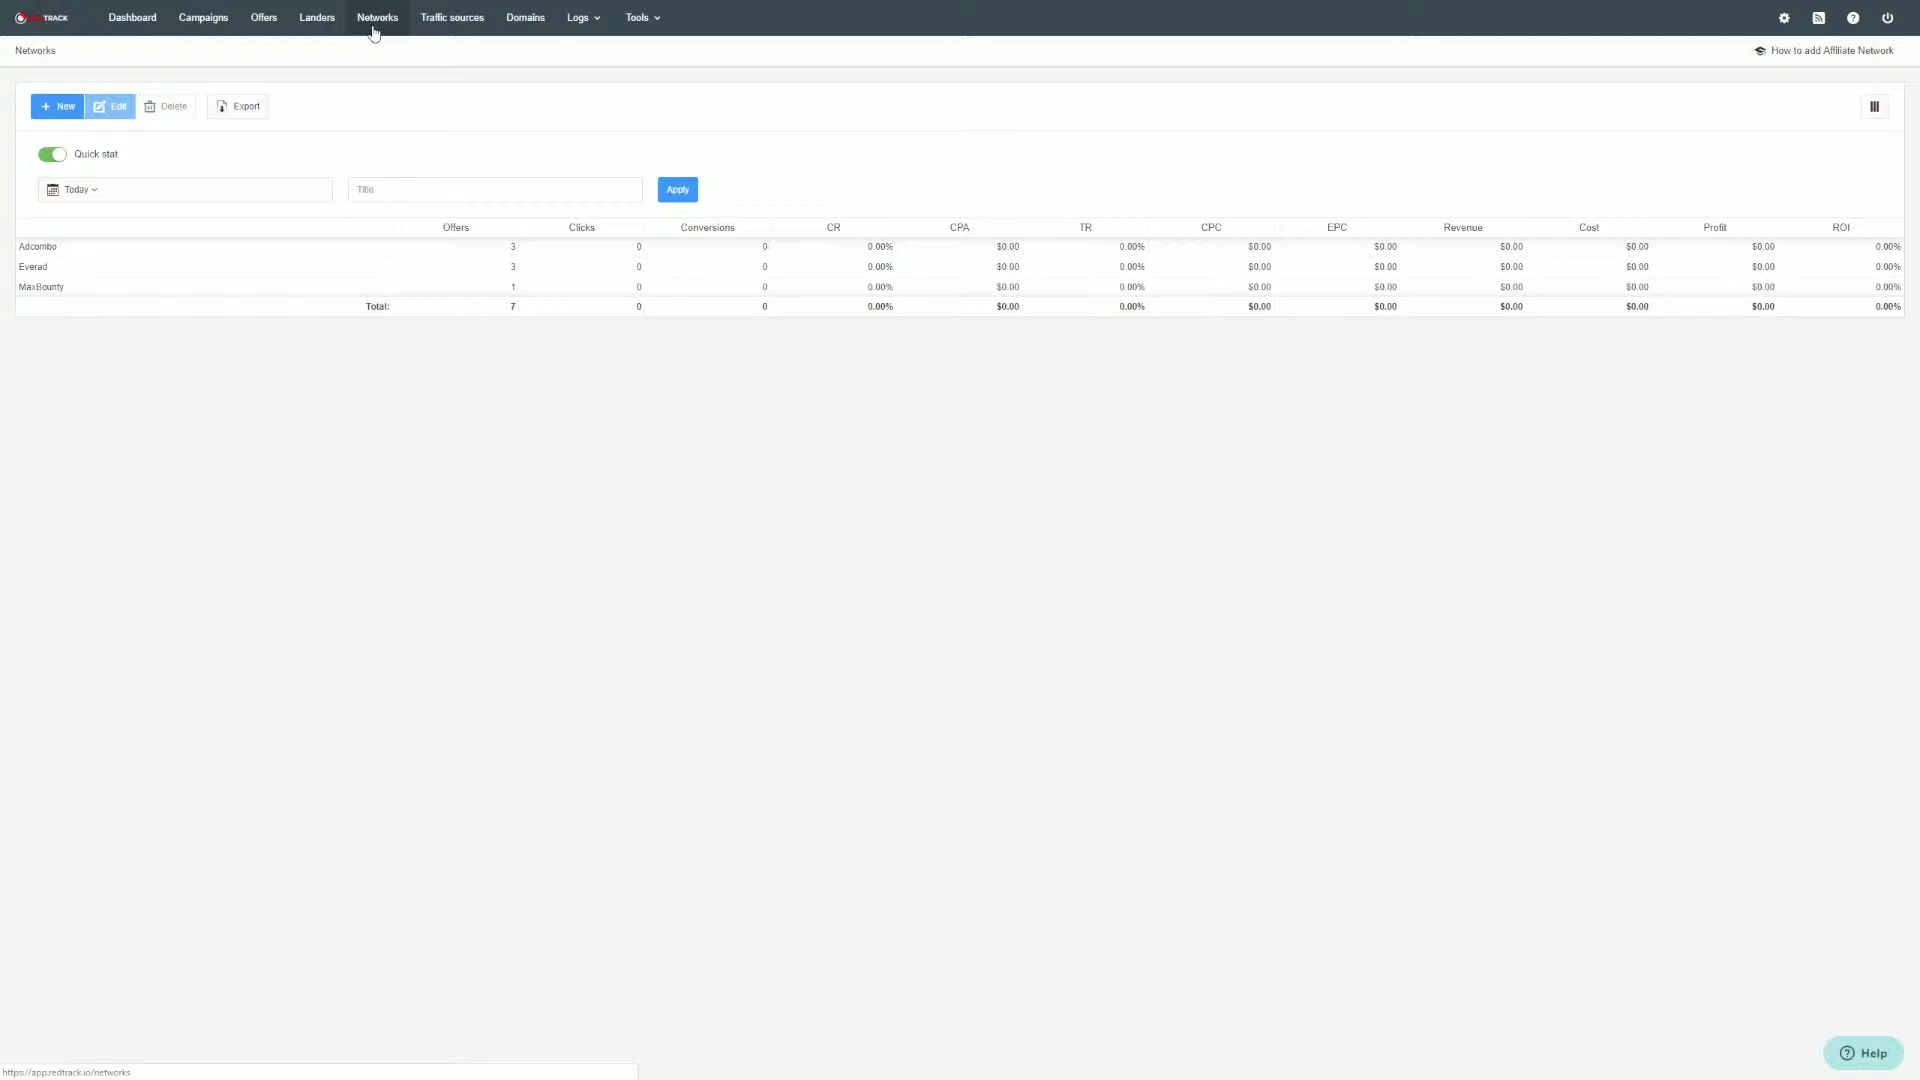 TRACK Dashboard Campaigns Offers Landers Networks Traffic sources Domains Logs Tools
Networks How to add Affiliate Network
New Edit Delete Export
Quick stat
Today Title Apply
Offers Clicks Conversions CR CPA TR CPC EPC Revenue Cost Profit ROI
Adcombo 3 0 0 0.00% $0.00 0.00% $0.00 $0.00 $0.00 $0.00 $0.00 0.00%
Everad 3 0 0 0.00% $0.00 0.00% $0.00 $0.00 $0.00 $0.00 $0.00 0.00%
MaxBounty 1 0 0 0.00% $0.00 0.00% $0.00 $0.00 $0.00 $0.00 $0.00 0.00%
Total: 7 0 0 0.00% $0.00 0.00% $0.00 $0.00 $0.00 $0.00 $0.00 0.00%
Help
https://app.redtrack.io/networks